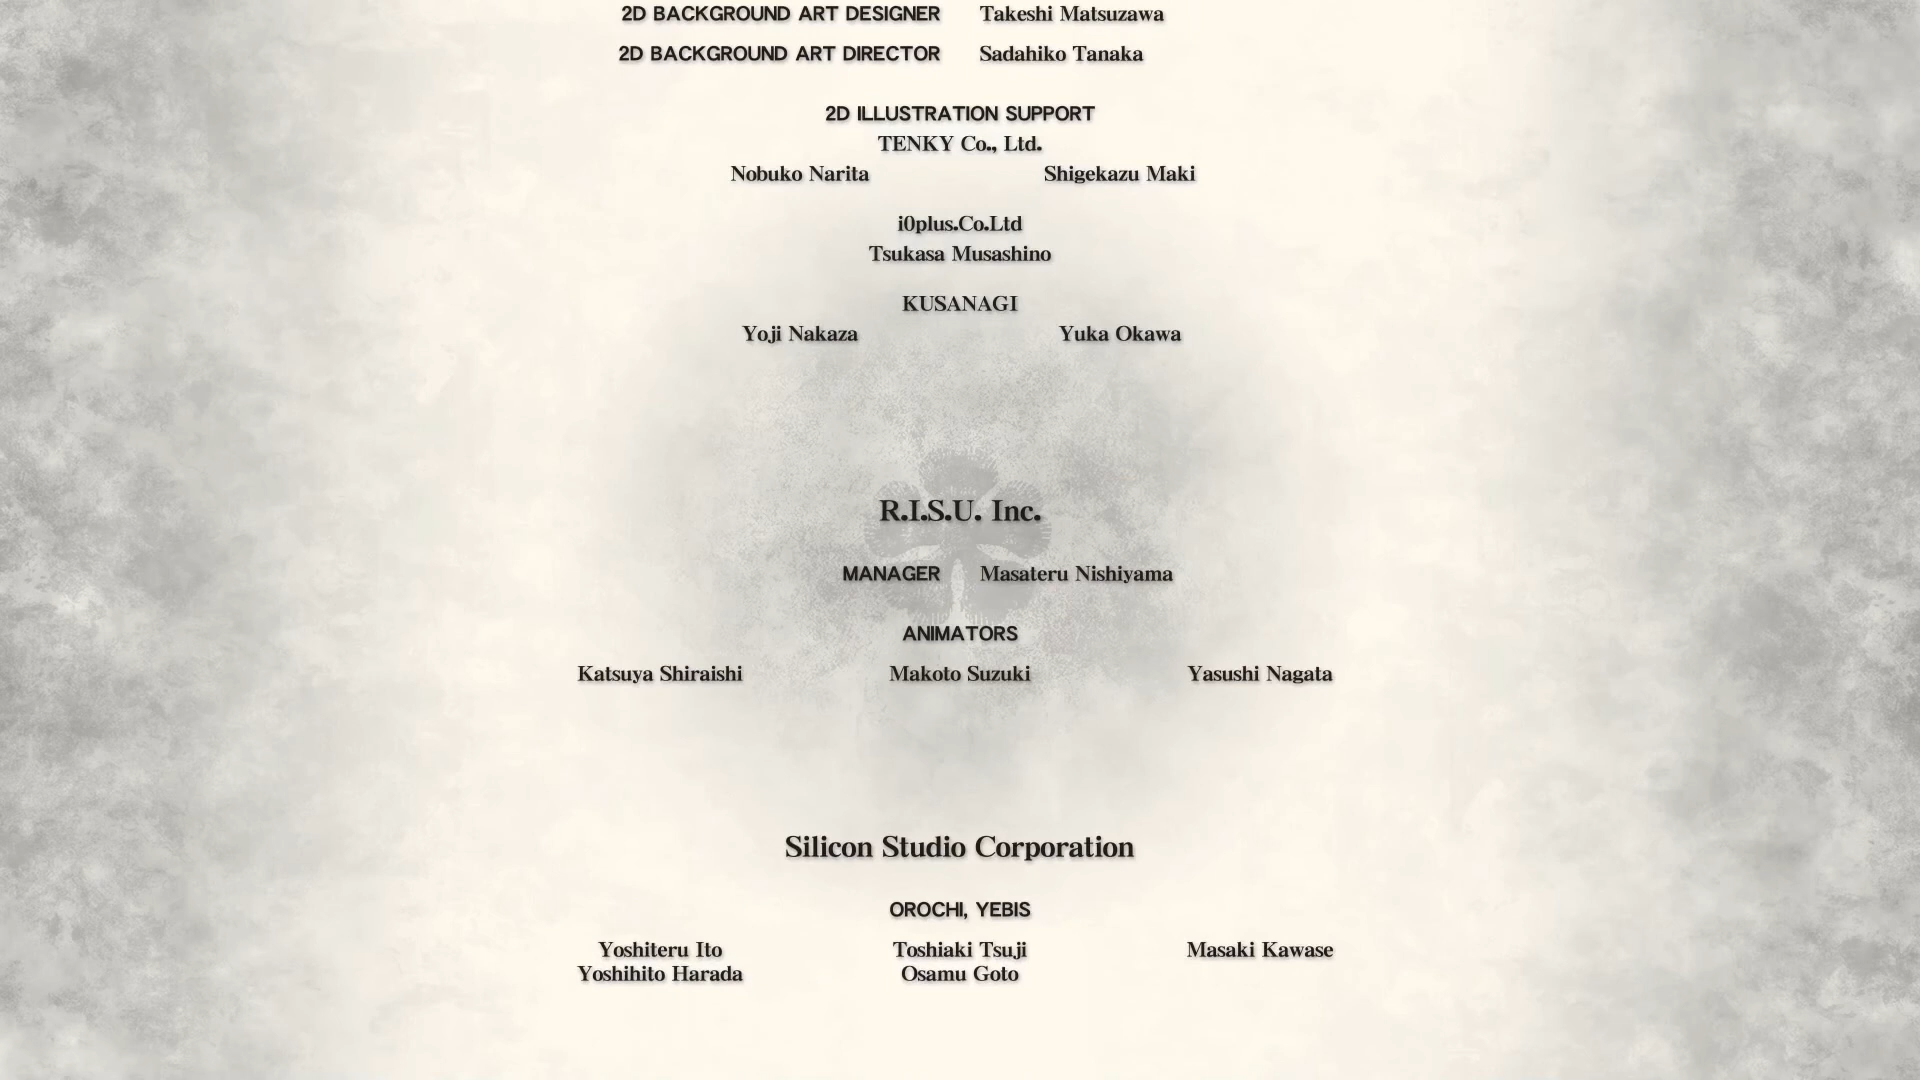 2D BACKGROUND ART DESIGNER Takeshi Matsuzawa
2D BACKGROUND ART DIRECTOR Sadahiko Tanaka
2D ILLUSTRATION SUPPORT
TENKY Co., Ltd.
Nobuko Narita Shigekazu Maki
i0plus.Co.Ltd
Tsukasa Musashino
KUSANAGI
Yoji Nakaza Yuka Okawa
R.I.S.U. Inc.
MANAGER Masateru Nishiyama
ANIMATORS
Katsuya Shiraishi Makoto Suzuki Yasushi Nagata
Silicon Studio Corporation
OROCHI, YEBIS
Yoshiteru Ito Toshiaki Tsuji Masaki Kawase
Yoshihito Harada Osamu Goto